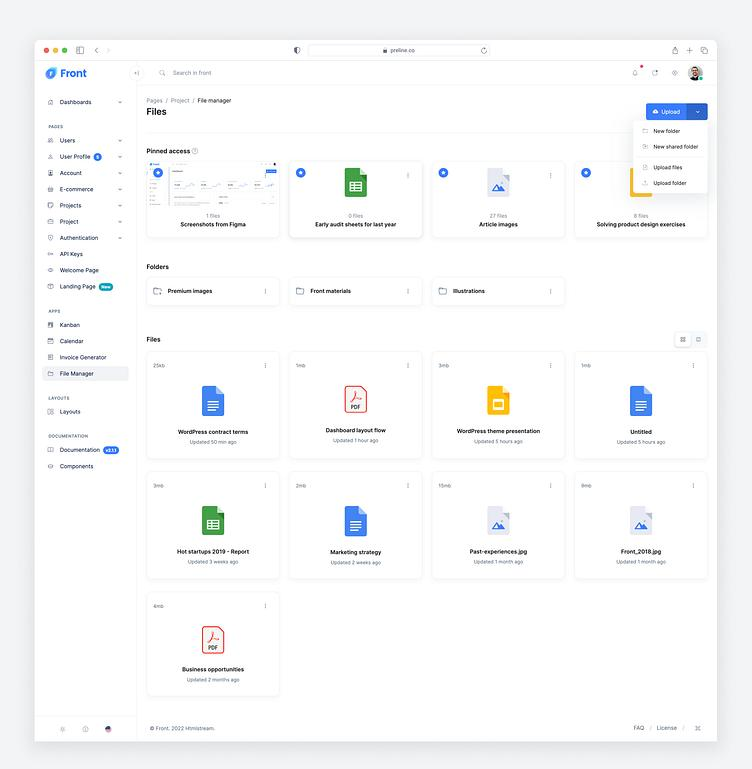 preline.co
Front
Search in front
Dashboards
PAGES
Users
User Profile 5
Account
E-commerce
Projects
Project
Authentication
API Keys
Welcome Page
Landing Page New
APPS
Kanban
Calendar
Invoice Generator
File Manager
LAYOUTS
Layouts
DOCUMENTATION
Documentation v2.1.1
Components
Pages / Project / File manager
Files
Upload
New folder
New shared folder
Upload files
Upload folder
Pinned access
1 files
Screenshots from Figma
0 files
Early audit sheets for last year
27 files
Article images
8 files
Solving product design exercises
Folders
Premium images
Front materials
Illustrations
Files
25kb
WordPress contract terms
Updated 50 min ago
1mb
PDF
Dashboard layout flow
Updated 1 hour ago
3mb
WordPress theme presentation
Updated 5 hours ago
1mb
Untitled
Updated 5 hours ago
3mb
Hot startups 2019 - Report
Updated 3 weeks ago
2mb
Marketing strategy
Updated 2 weeks ago
15mb
Past-experiences.jpg
Updated 1 month ago
9mb
Front_2018.jpg
Updated 1 month ago
4mb
PDF
Business opportunities
Updated 2 months ago
© Front. 2022 Htmlstream.
FAQ / License /